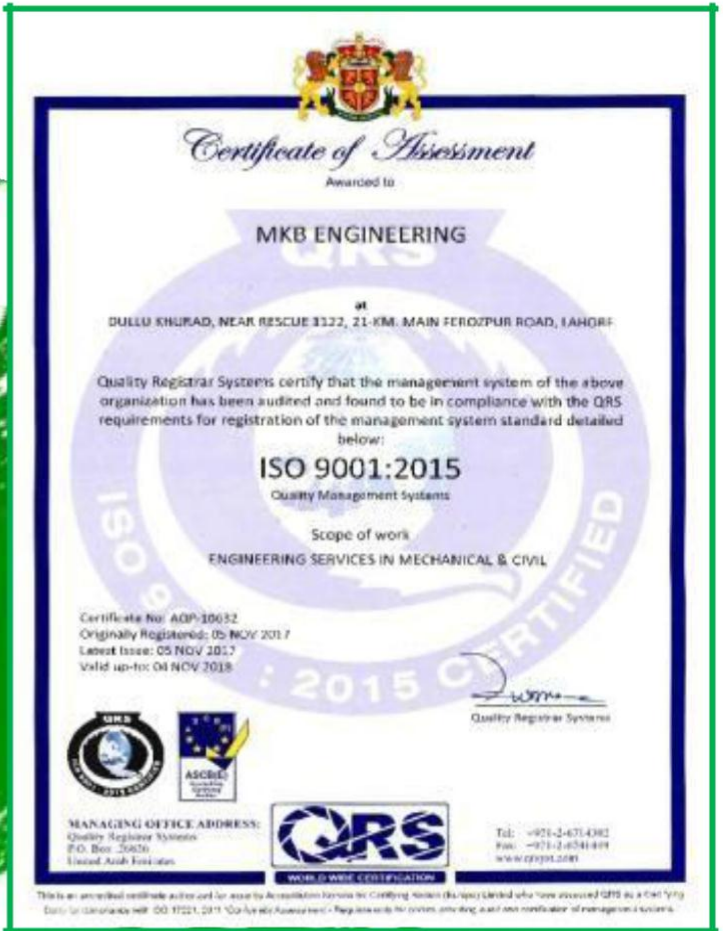 Certificate of Assessment
Awarded to
MKB ENGINEERING
at
DULLU KHURAD, NEAR RESCUE 1122, 21-KM. MAIN FEROZPUR ROAD, LAHORE
Quality Registrar Systems certify that the management system of the above
organization has been audited and found to be in compliance with the QRS
requirements for registration of the management system standard detailed
below:
ISO 9001:2015
Quality Management Systems
Scope of work
ENGINEERING SERVICES IN MECHANICAL & CIVIL
Certificate No: AQP-10632
Originally Registered: 05 NOV 2017
Latest Issue: 05 NOV 2017
Valid up-to: 04 NOV 2018
Quality Registrar Systems
QRS
ASCB(E)
MANAGING OFFICE ADDRESS:
Quality Registrar Systems
P.O. Box
United Arab Emirates
QRS
WORLD WIDE CERTIFICATION
Tel:
Fax:
QRS
: 2015 CERTIFIED